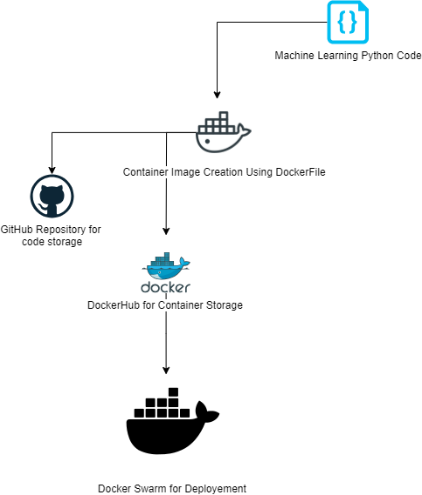 {}
Machine Learning Python Code
Container Image Creation Using DockerFile
GitHub Repository for
code storage
docker
DockerHub for Container Storage
Docker Swarm for Deployement